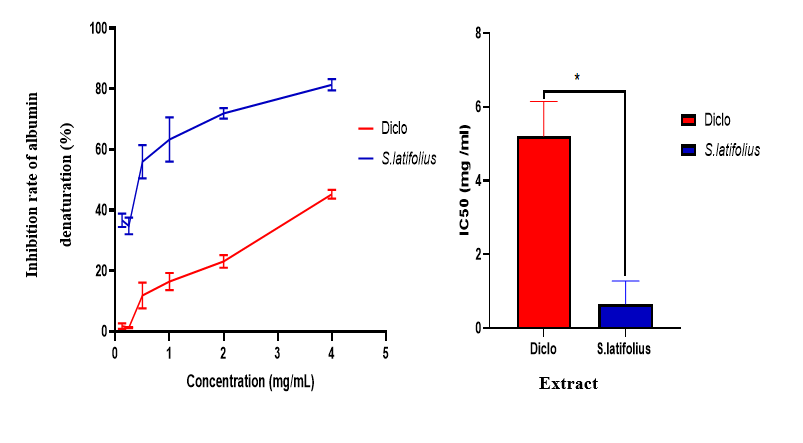 Inhibition rate of albumin
denaturation (%)
100
80
60
40
20
0
0 1 2 3 4 5
Concentration (mg/mL)
Diclo
S.latifolius
IC50 (mg /ml)
8
6
4
2
0
*
Diclo S.latifolius
Extract
Diclo
S.latifolius